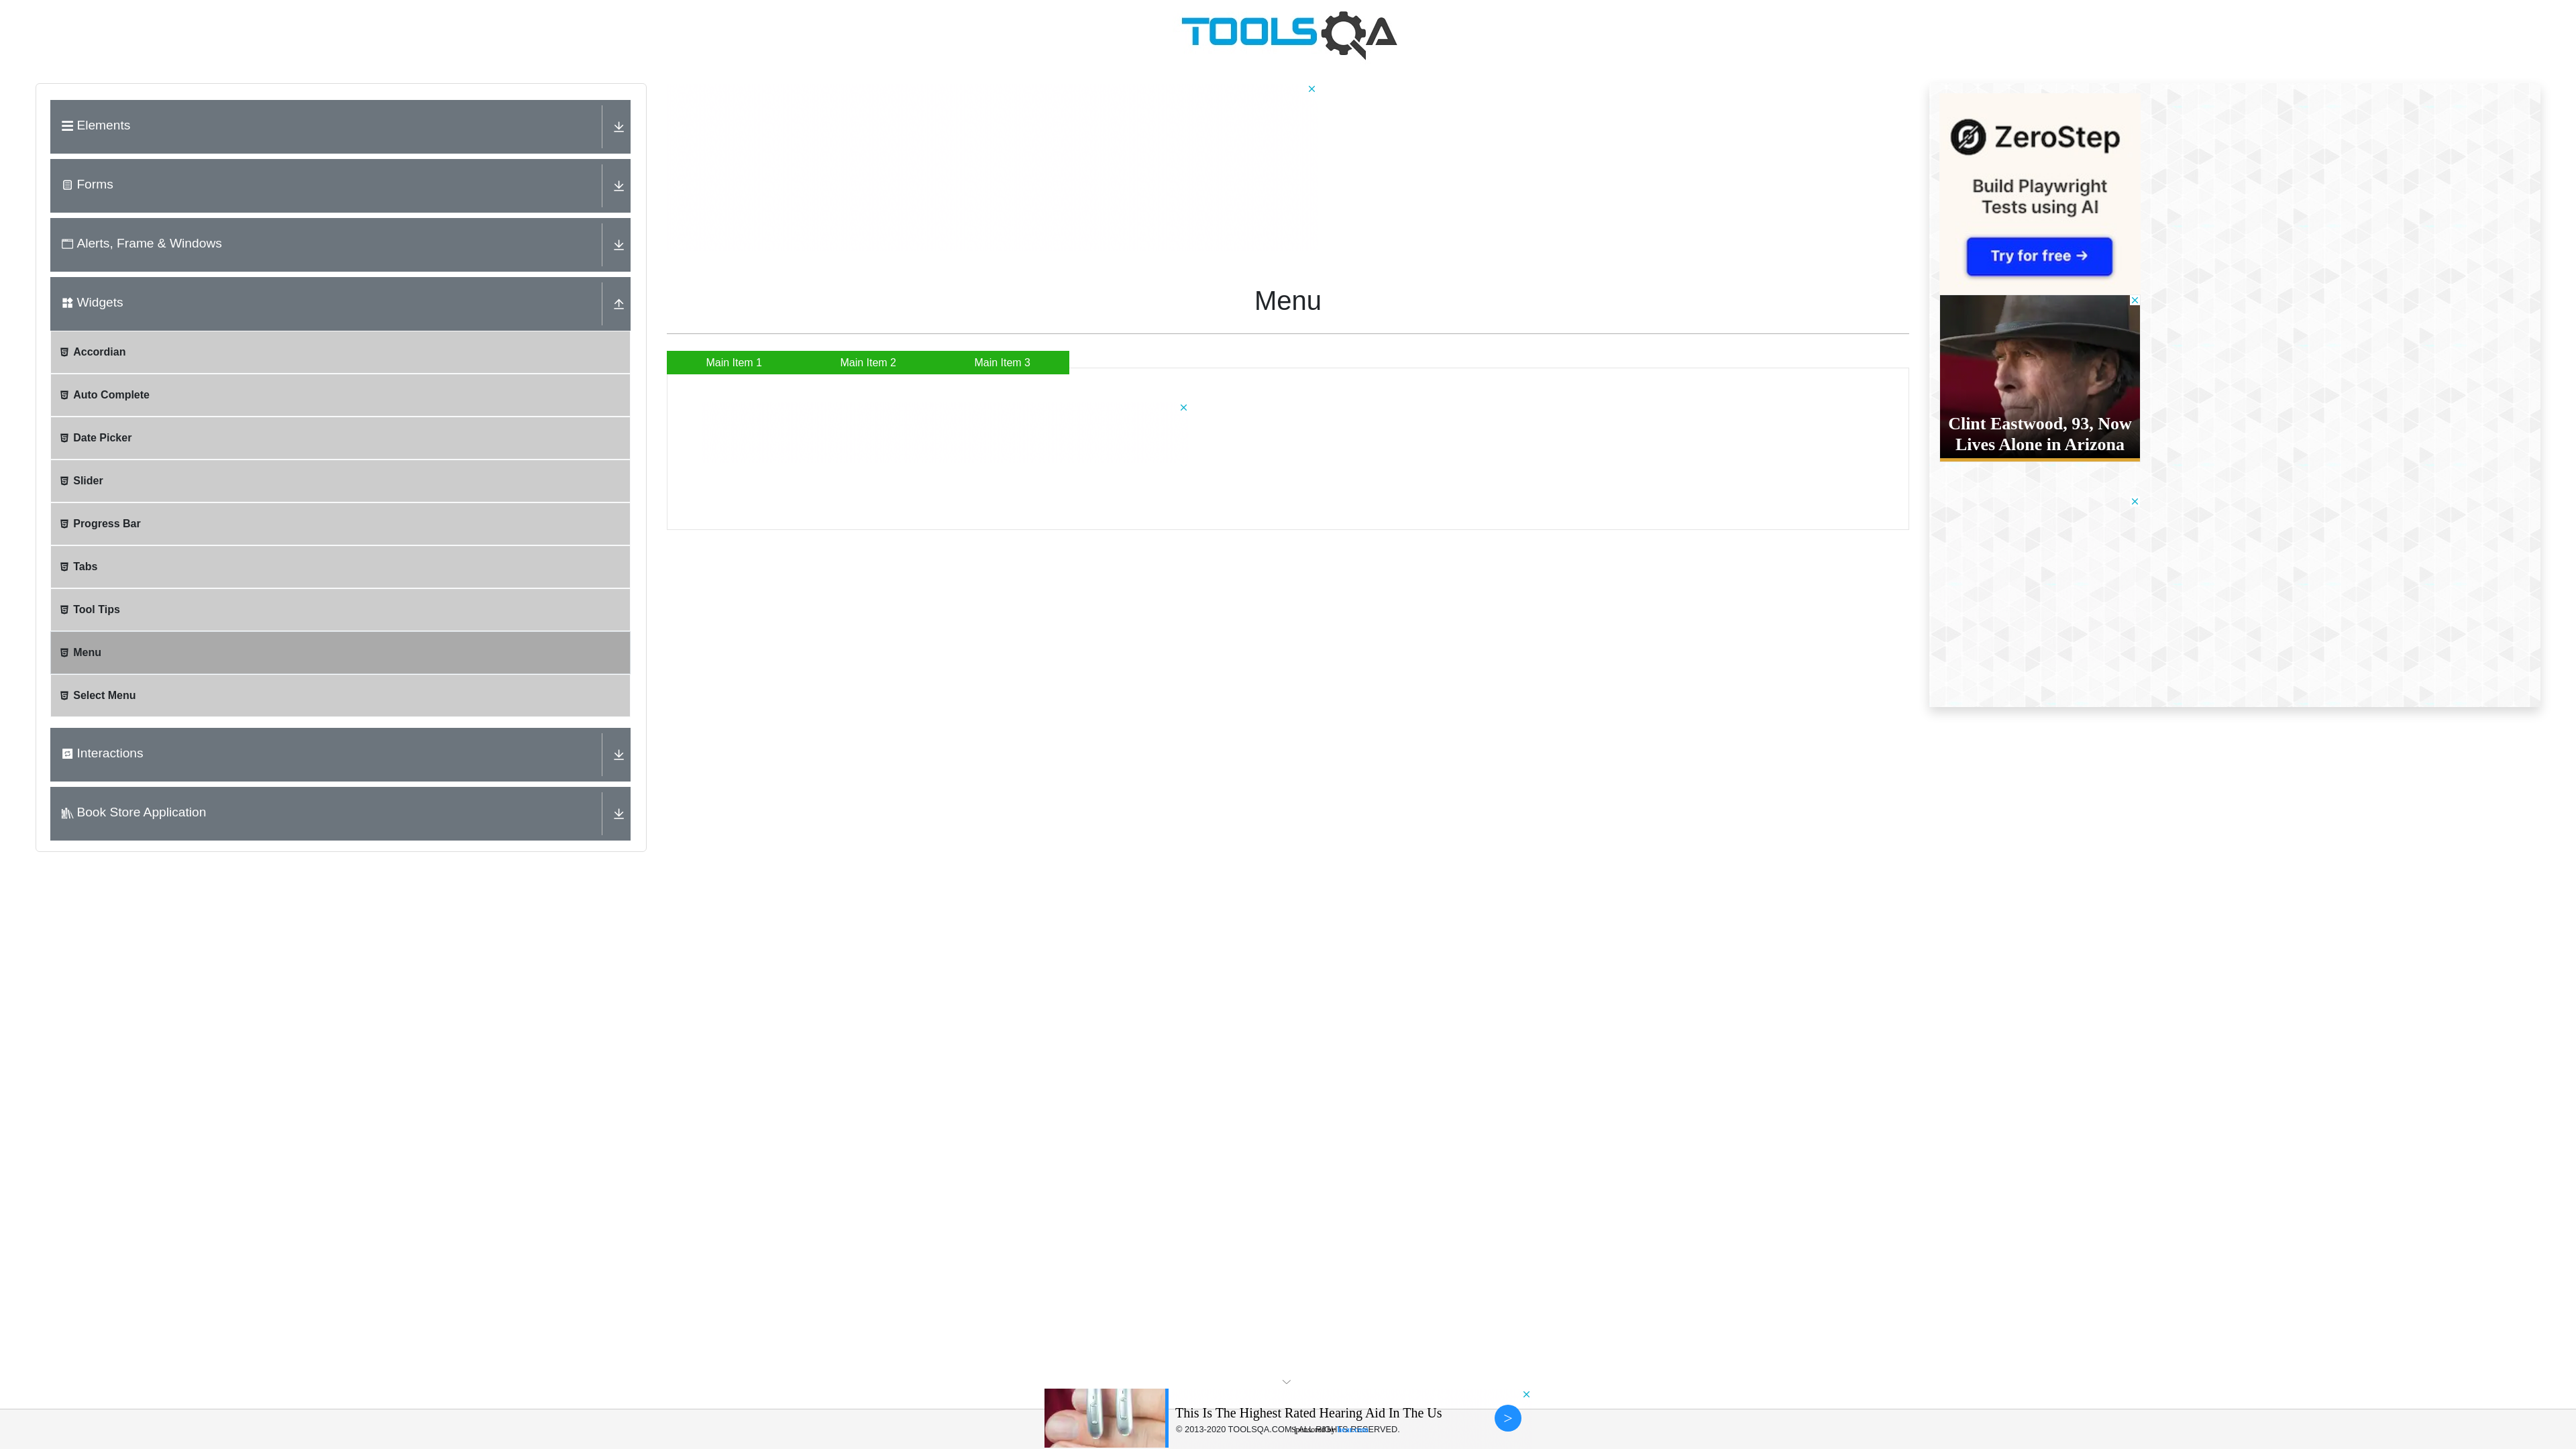 TOOLSQA
Elements
Forms
Alerts, Frame & Windows
Widgets
Accordian
Auto Complete
Date Picker
Slider
Progress Bar
Tabs
Tool Tips
Menu
Select Menu
Interactions
Book Store Application
Menu
Main Item 1
Main Item 2
Main Item 3
ZeroStep
Build Playwright
Tests using AI
Try for free →
Clint Eastwood, 93, Now
Lives Alone in Arizona
This Is The Highest Rated Hearing Aid In The Us
© 2013-2020 TOOLSQA.COM ALL RIGHTS RESERVED.